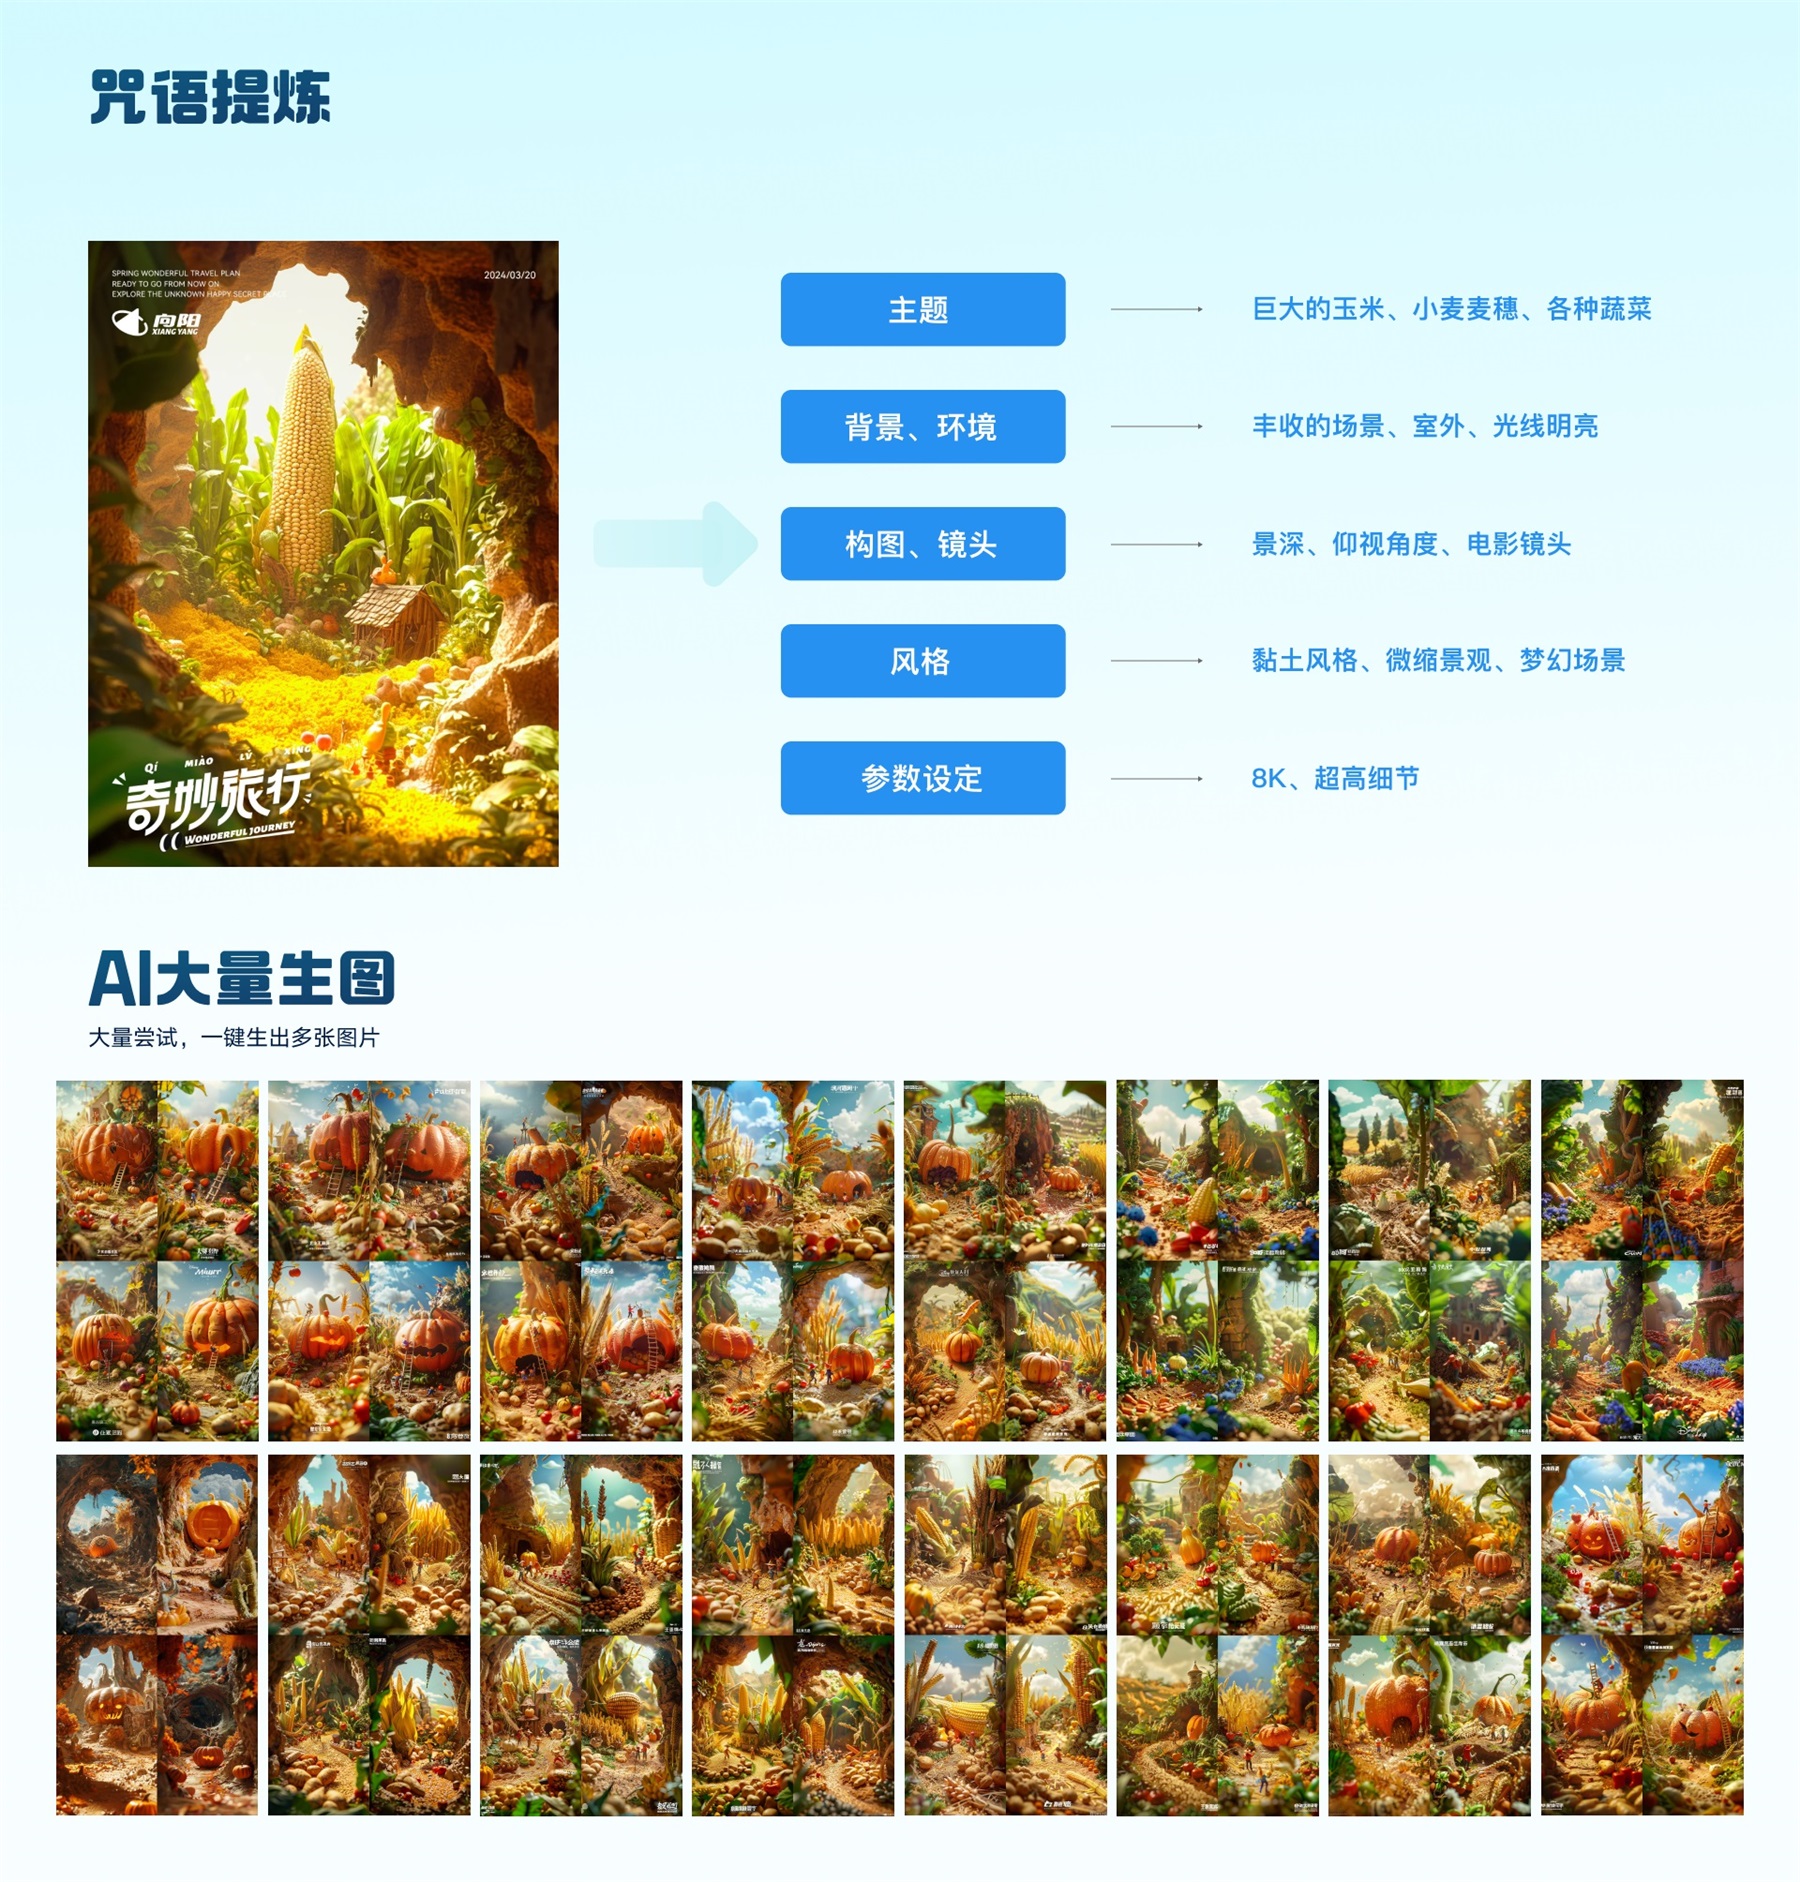 咒语提炼
SPRING WONDERFUL TRAVEL PLAN
READY TO GO FROM NOW ON
EXPLORE THE UNKNOWN HAPPY SECRET
2024/03/20
向阳
XIANG YANG
QÍ MIÀO LǙ XÍNG
奇妙旅行
WONDERFUL JOURNEY
主题
巨大的玉米、小麦麦穗、各种蔬菜
背景、环境
丰收的场景、室外、光线明亮
构图、镜头
景深、仰视角度、电影镜头
风格
黏土风格、微缩景观、梦幻场景
参数设定
8K、超高细节
AI大量生图
大量尝试，一键生出多张图片